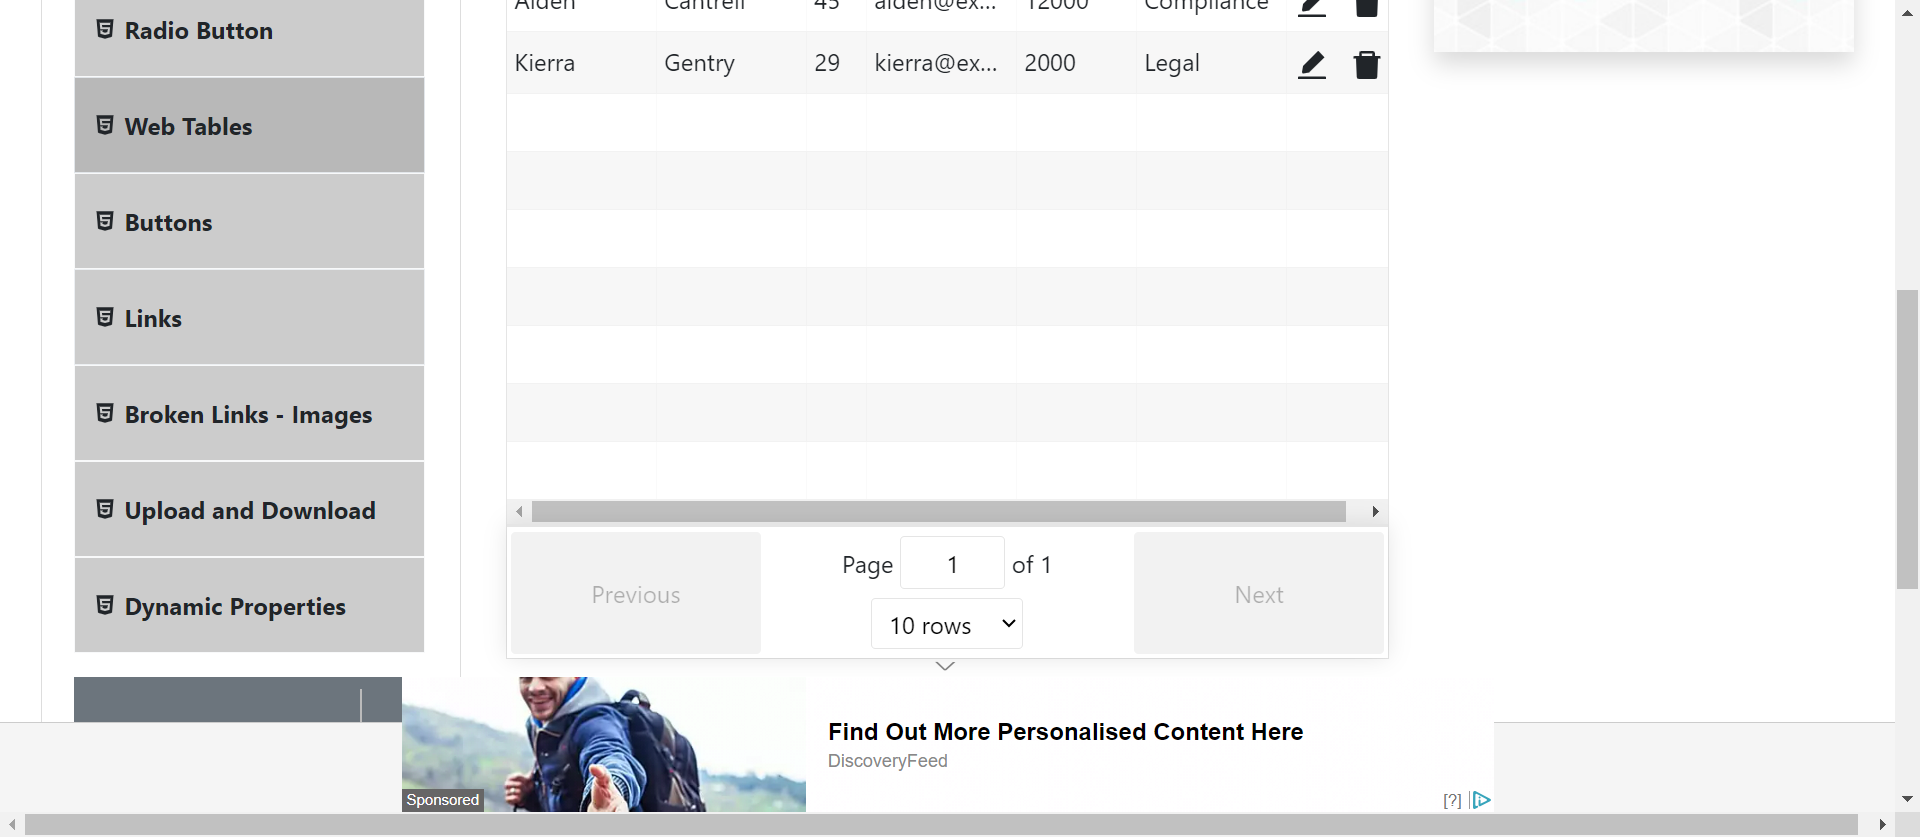 Radio Button
Web Tables
Buttons
Links
Broken Links - Images
Upload and Download
Dynamic Properties
Alden Cantrell 45 alden@ex... 12000 Compliance
Kierra Gentry 29 kierra@ex... 2000 Legal
Previous
Page 1 of 1
10 rows
Next
Find Out More Personalised Content Here
DiscoveryFeed
Sponsored
[?]